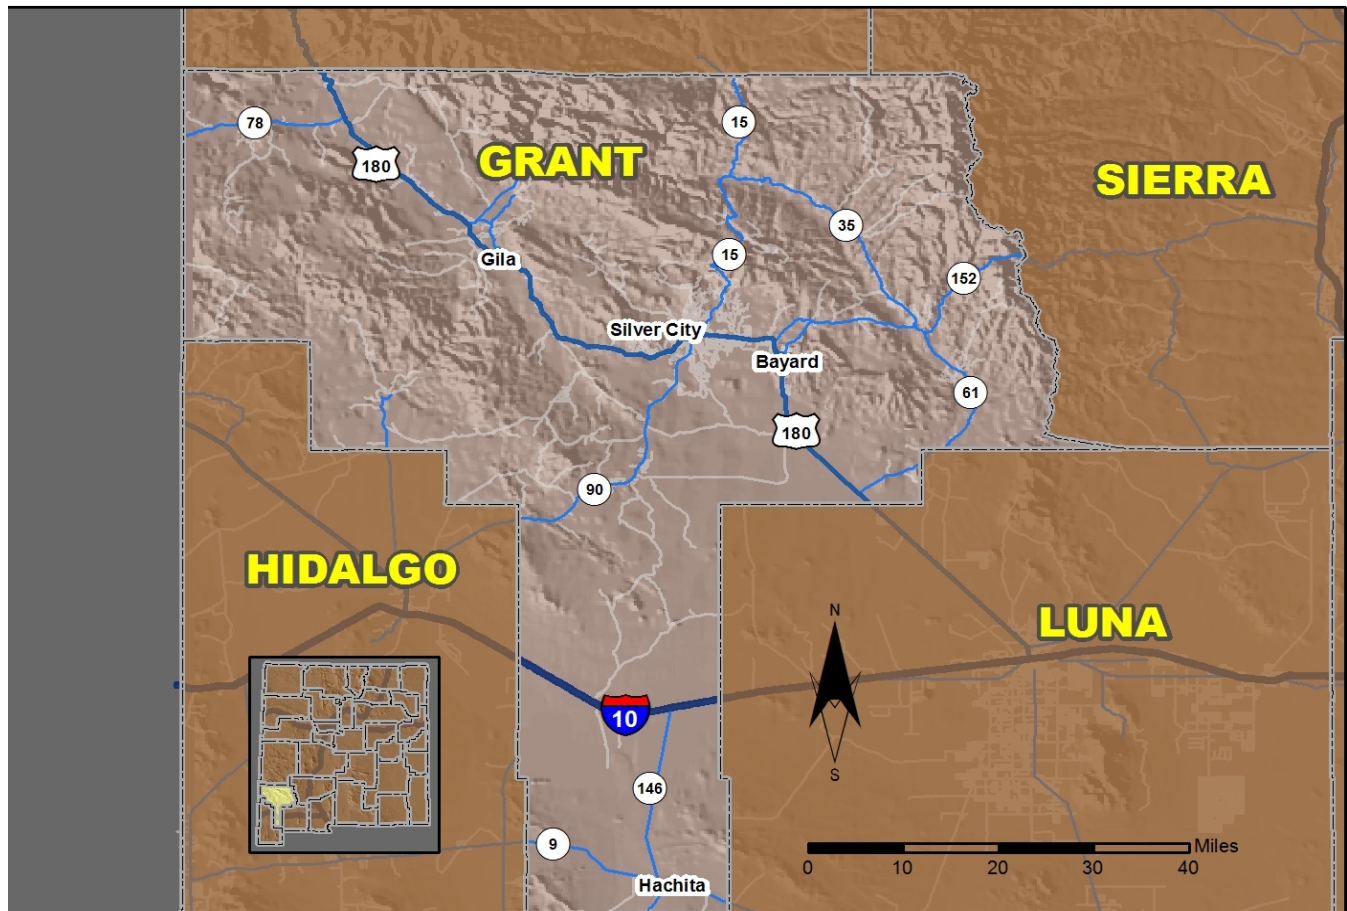 78
15
180
GRANT
SIERRA
35
15
Gila
152
Silver City
Bayard
61
180
90
HIDALGO
N
LUNA
10
S
146
9
Miles
0 10 20 30 40
Hachita